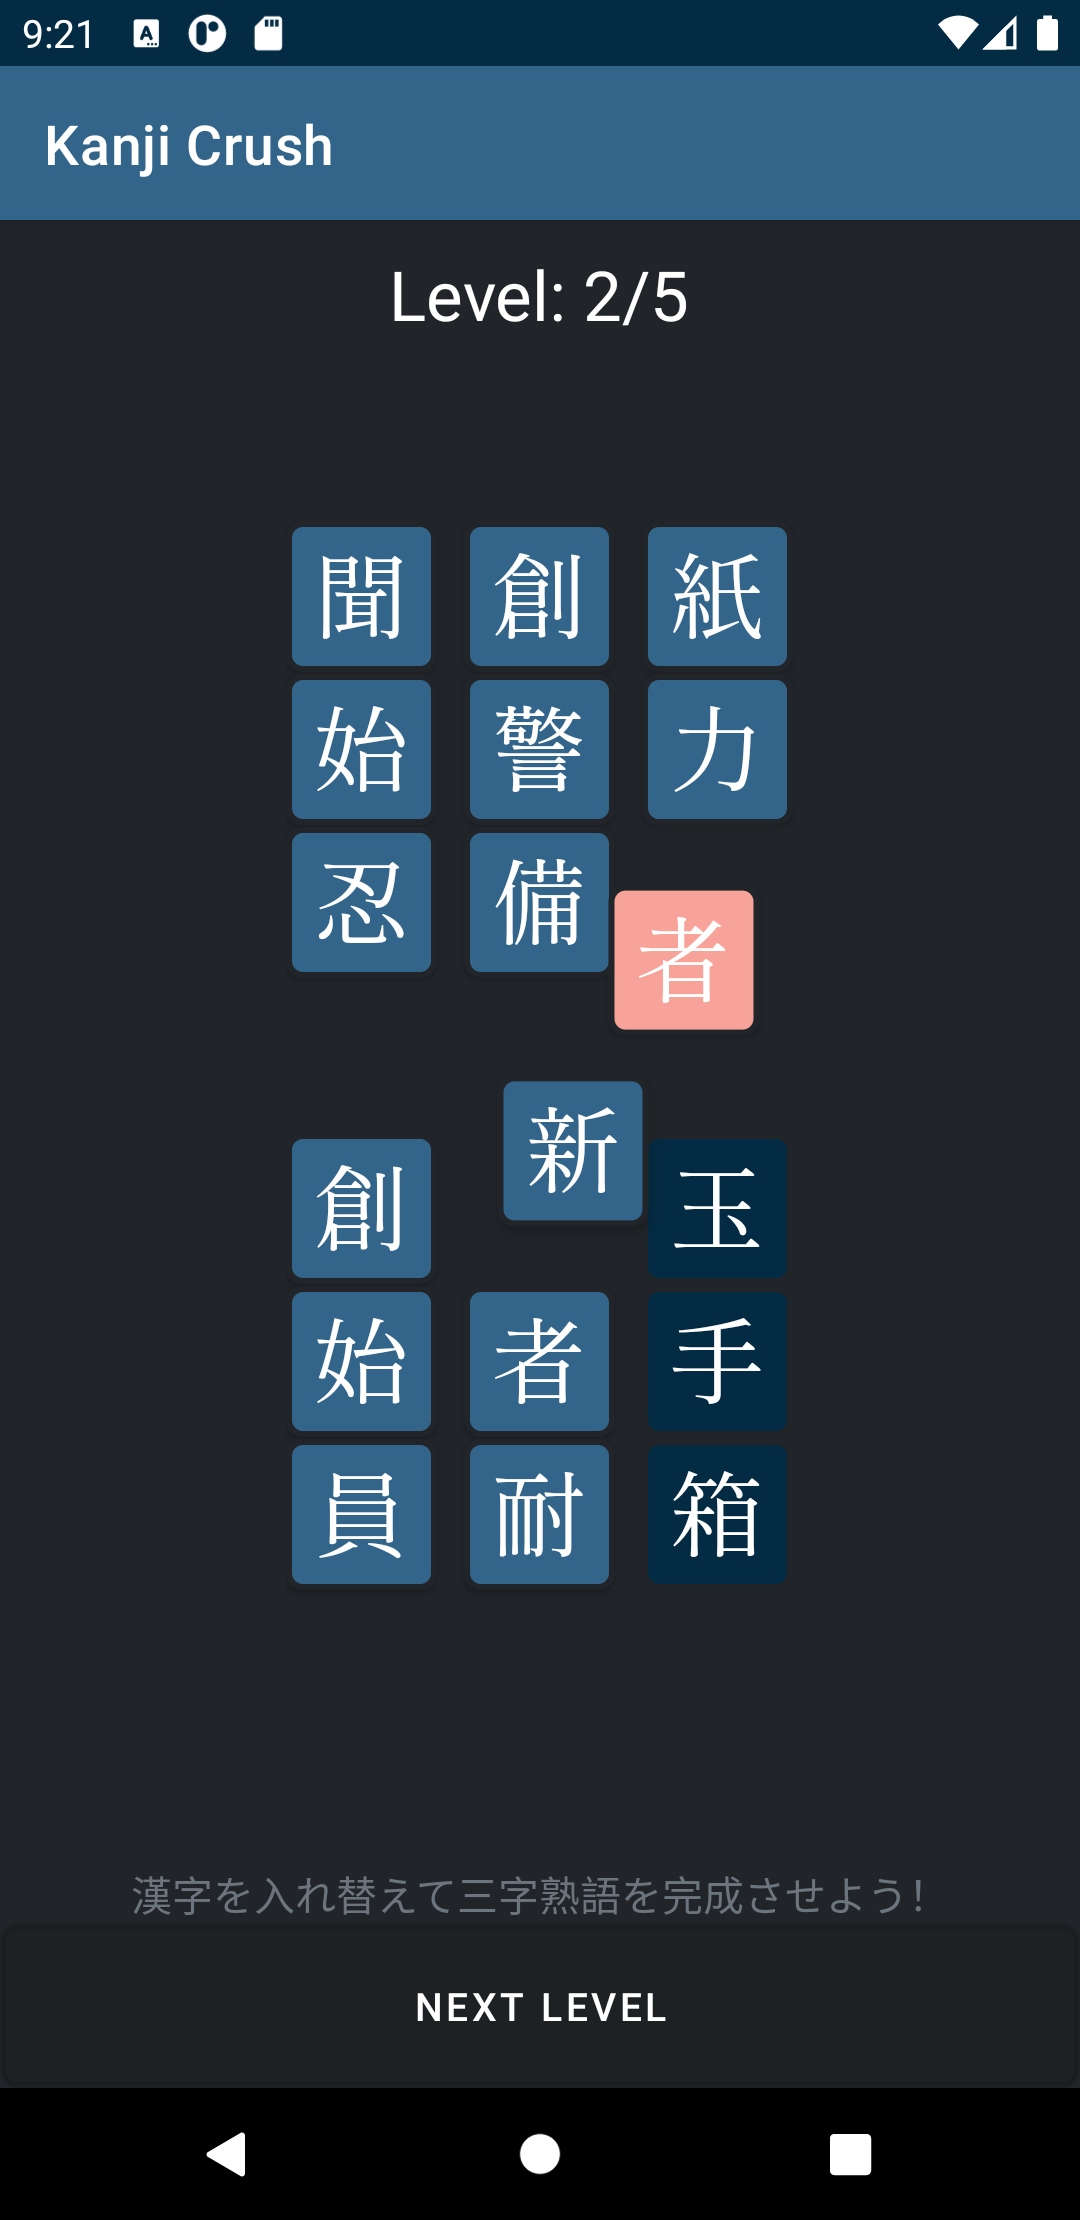 9:21
Kanji Crush
Level: 2/5
聞 創 紙
始 警 力
忍 備 者
新
創 玉
始 者 手
員 耐 箱
漢字を入れ替えて三字熟語を完成させよう！
NEXT LEVEL